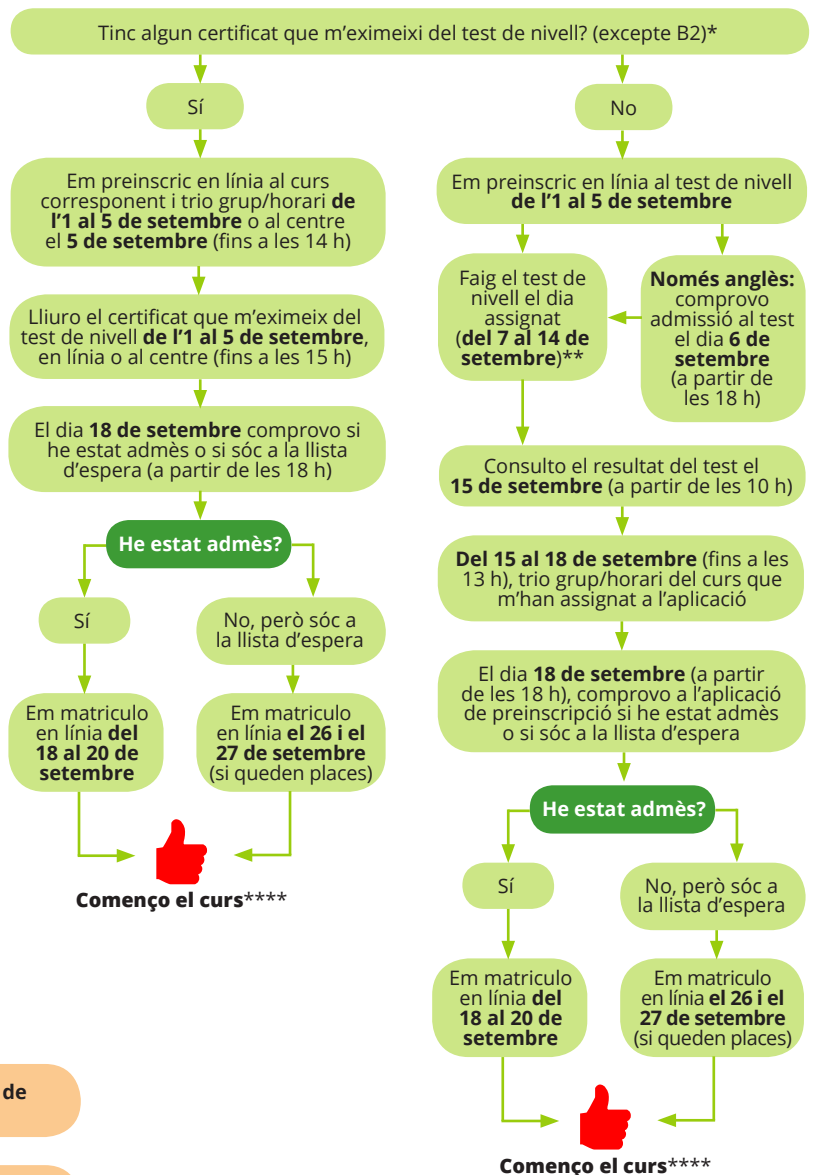 Tinc algun certificat que m’eximeixi del test de nivell? (excepte B2)*
Sí
Em preinscric en línia al curs
corresponent i trio grup/horari de
l’1 al 5 de setembre o al centre
el 5 de setembre (fins a les 14 h)
Lliuro el certificat que m’eximeix del
test de nivell de l’1 al 5 de setembre,
en línia o al centre (fins a les 15 h)
El dia 18 de setembre comprovo si
he estat admès o si sóc a la llista
d’espera (a partir de les 18 h)
He estat admès?
Sí
Em matriculo
en línia del
18 al 20 de
setembre
No, però sóc a
la llista d’espera
Em matriculo
en línia el 26 i el
27 de setembre
(si queden places)
Començo el curs****
No
Em preinscric en línia al test de nivell
de l’1 al 5 de setembre
Faig el test de
nivell el dia
assignat
(del 7 al 14 de
setembre)**
Només anglès:
comprovo
admissió al test
el dia 6 de
setembre
(a partir de
les 18 h)
Consulto el resultat del test el
15 de setembre (a partir de les 10 h)
Del 15 al 18 de setembre (fins a les
13 h), trio grup/horari del curs que
m’han assignat a l’aplicació
El dia 18 de setembre (a partir
de les 18 h), comprovo a l’aplicació
de preinscripció si he estat admès
o si sóc a la llista d’espera
He estat admès?
Sí
Em matriculo
en línia del
18 al 20 de
setembre
No, però sóc a
la llista d’espera
Em matriculo
en línia el 26 i el
27 de setembre
(si queden places)
Començo el curs****
de